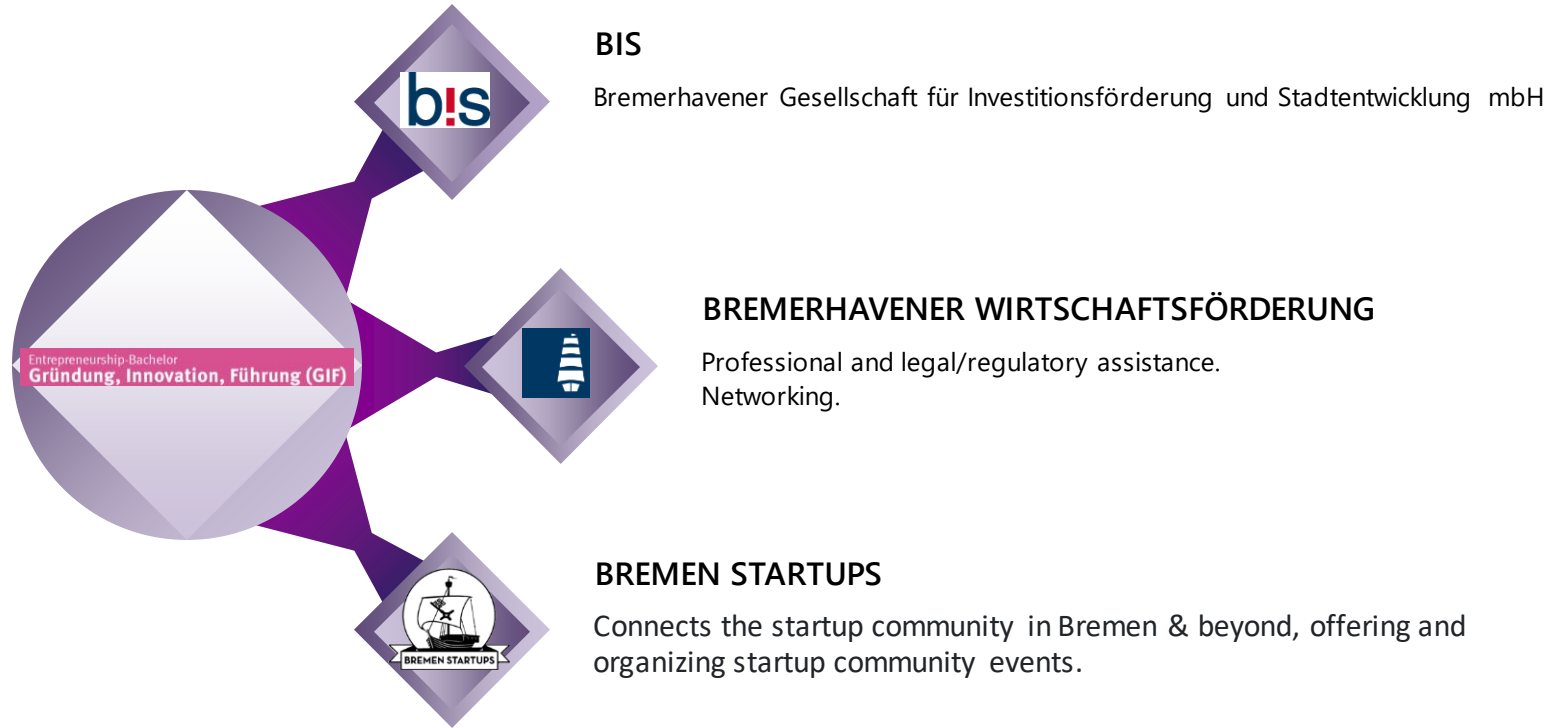 b!s
BIS
Bremerhavener Gesellschaft für Investitionsförderung und Stadtentwicklung mbH
Entrepreneurship-Bachelor
Gründung, Innovation, Führung (GIF)
BREMERHAVENER WIRTSCHAFTSFÖRDERUNG
Professional and legal/regulatory assistance.
Networking.
BREMEN STARTUPS
BREMEN STARTUPS
Connects the startup community in Bremen & beyond, offering and
organizing startup community events.